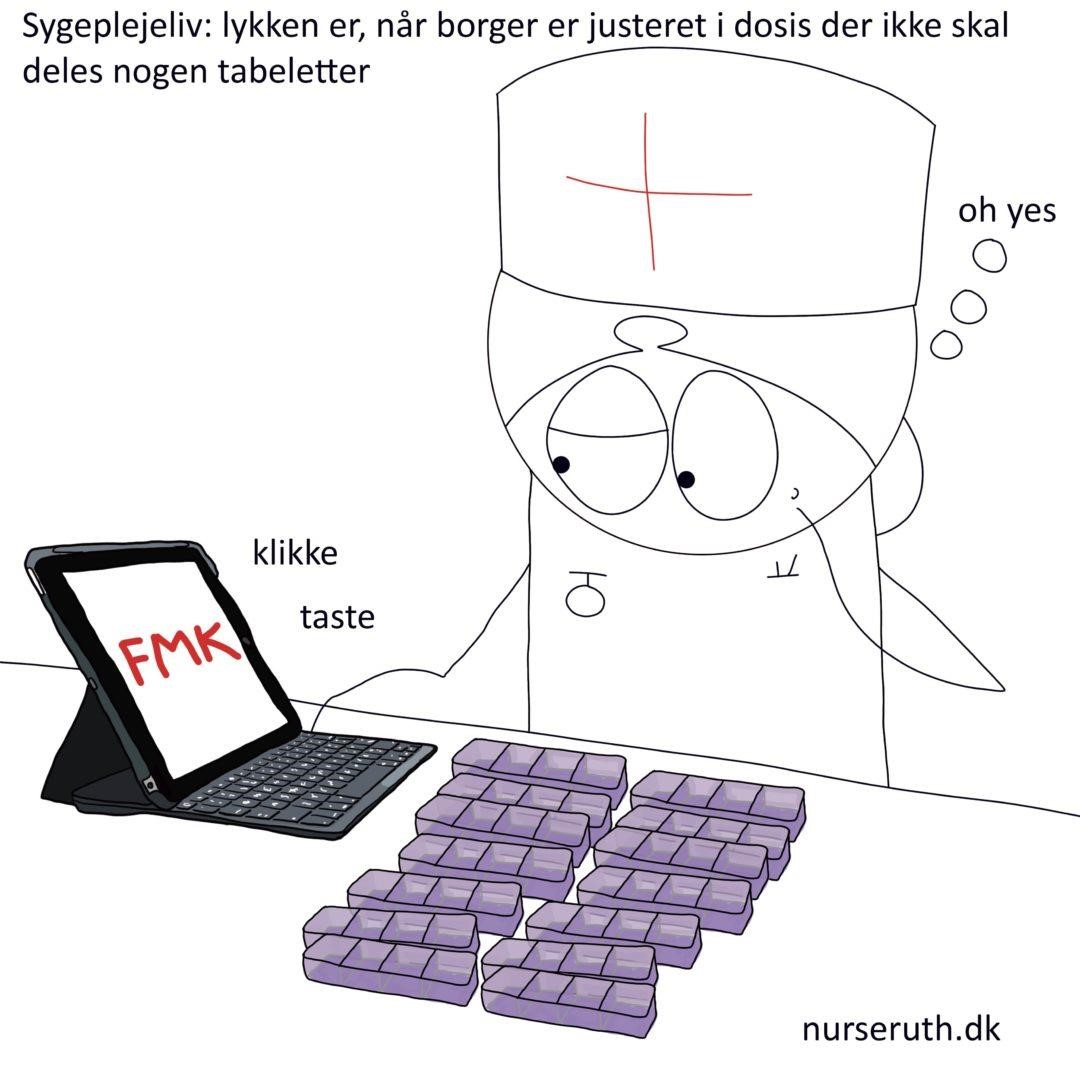 Sygeplejeliv: lykken er, når borger er justeret i dosis der ikke skal
deles nogen tabeletter
oh yes
klikke
taste
FMK
nurseruth.dk